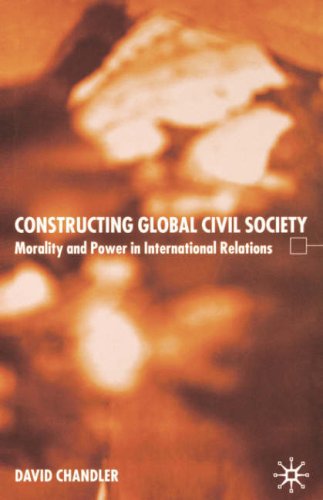 CONSTRUCTING GLOBAL CIVIL SOCIETY
Morality and Power in International Relations
DAVID CHANDLER